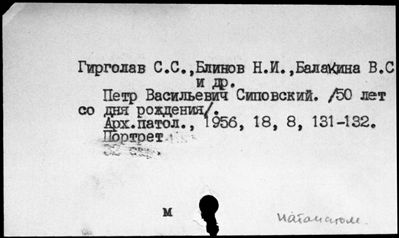 Гирголав С.С.,Блинов Н.И.,Балакина В.С
и др.
Петр Васильевич Сиповский. /50 лет
со дня рождения/.
Арх.патол., 1956, 18, 8, 131-132.
Портрет
м